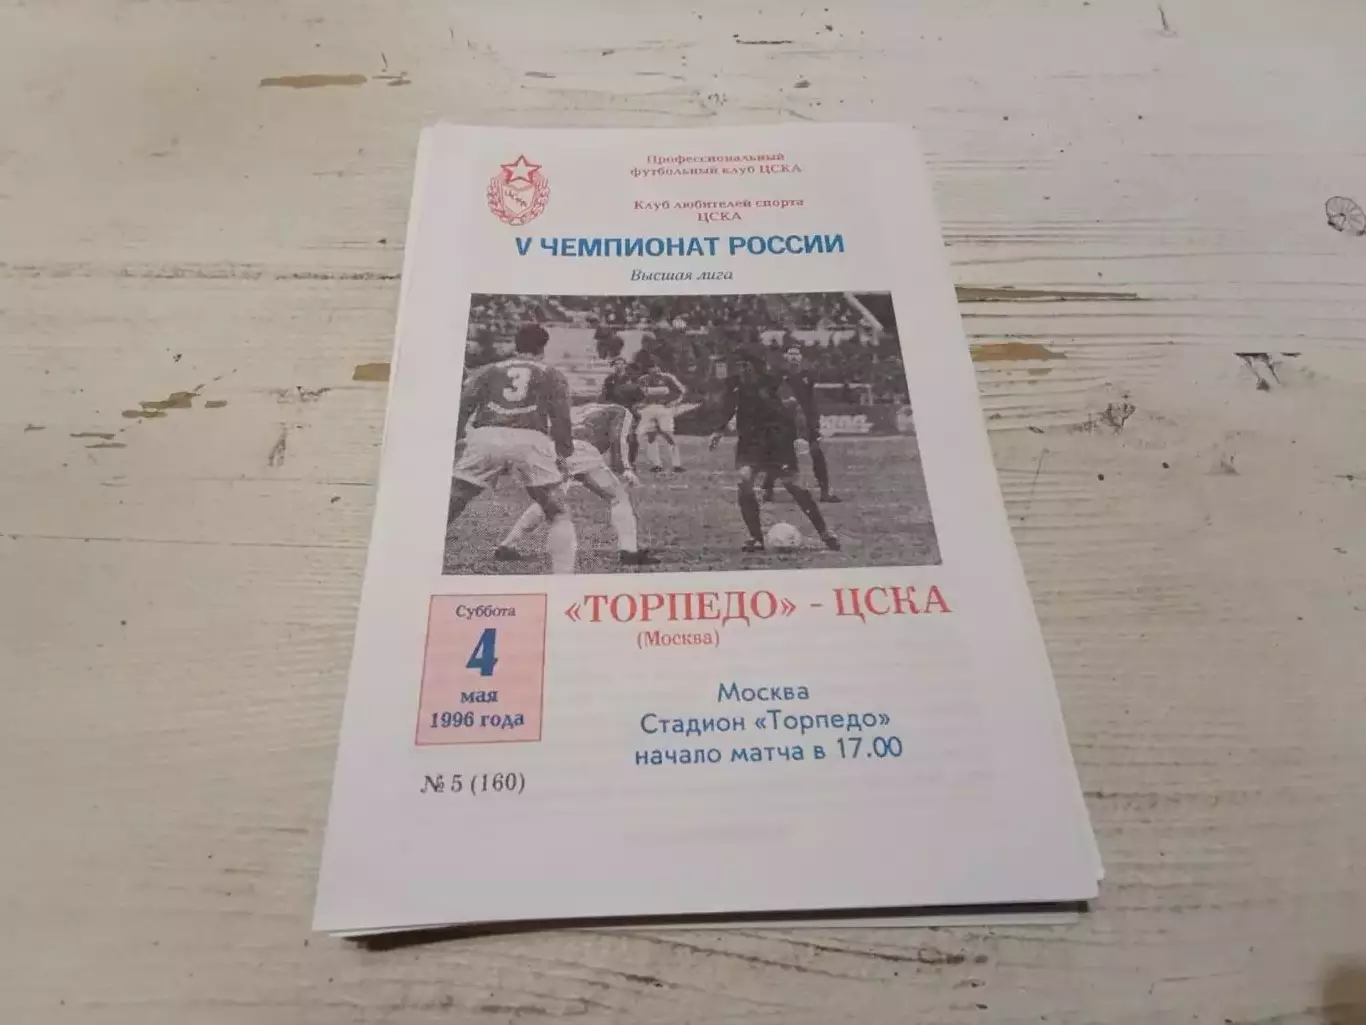 Профессиональный
футбольный клуб ЦСКА
Клуб любителей спорта
ЦСКА
V ЧЕМПИОНАТ РОССИИ
Высшая лига
3
«ТОРПЕДО» - ЦСКА
(Москва)
Суббота
4
мая
1996 года
Москва
Стадион «Торпедо»
начало матча в 17.00
№ 5 (160)